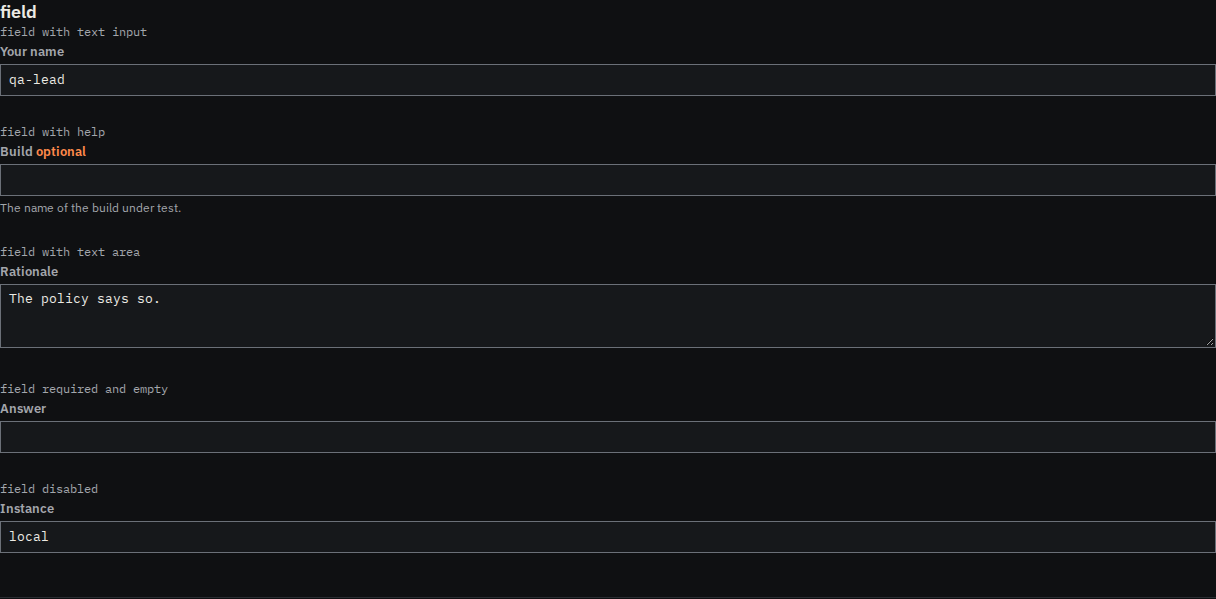 field
field with text input
Your name
qa-lead
field with help
Build optional
The name of the build under test.
field with text area
Rationale
The policy says so.
field required and empty
Answer
field disabled
Instance
local